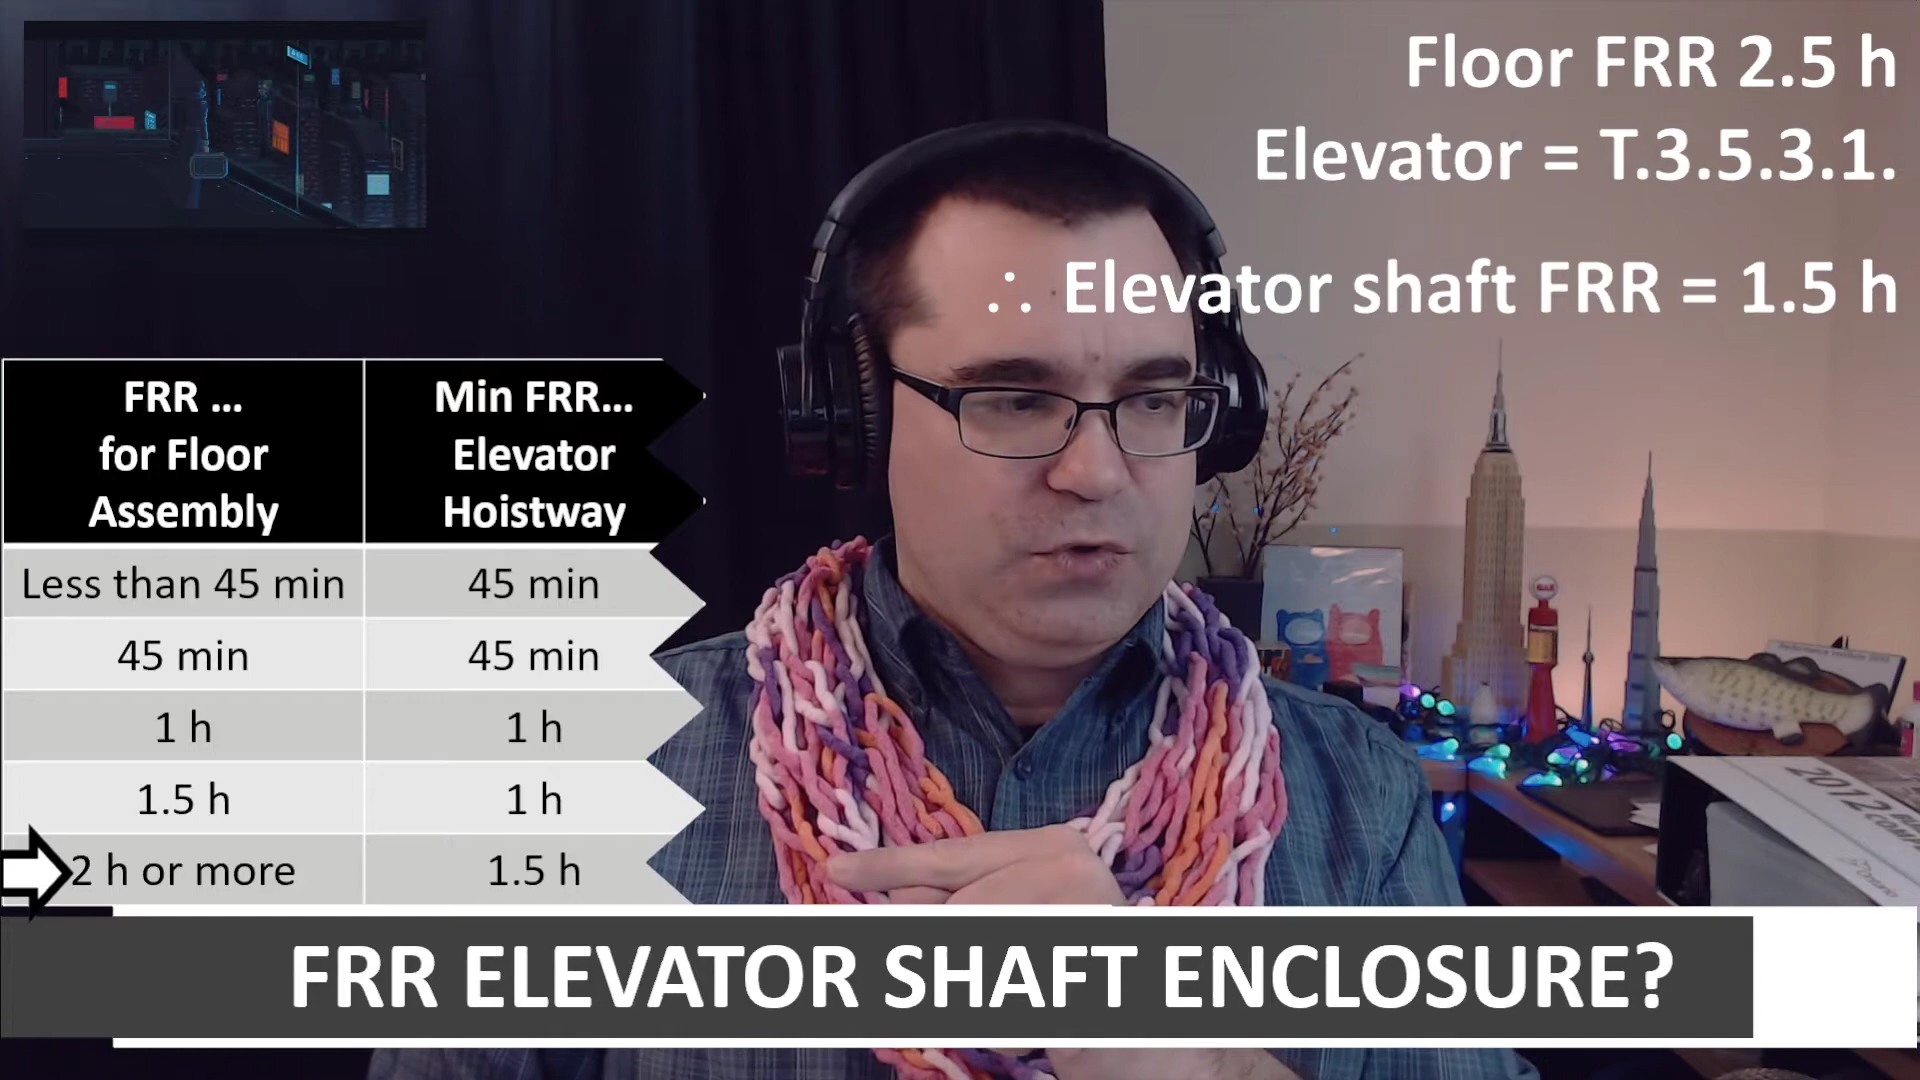 Floor FRR 2.5 h
Elevator = T.3.5.3.1.
∴ Elevator shaft FRR = 1.5 h
FRR ...
for Floor
Assembly
Min FRR...
Elevator
Hoistway
Less than 45 min
45 min
45 min
45 min
1 h
1 h
1.5 h
1 h
2 h or more
1.5 h
FRR ELEVATOR SHAFT ENCLOSURE?
2012
Ontario